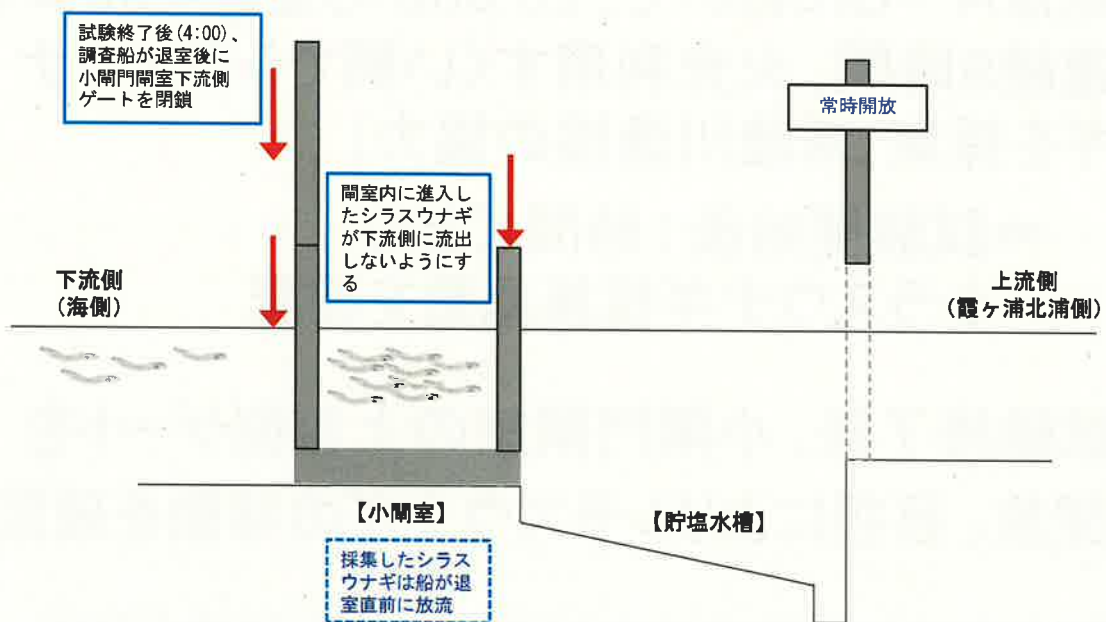 試験終了後(4:00)、
調査船が退室後に
小閘門閘室下流側
ゲートを閉鎖
常時開放
閘室内に進入し
たシラスウナギ
が下流側に流出
しないようにす
る
下流側
(海側)
上流側
(霞ヶ浦北浦側)
【小閘室】
【貯塩水槽】
採集したシラス
ウナギは船が退
室直前に放流